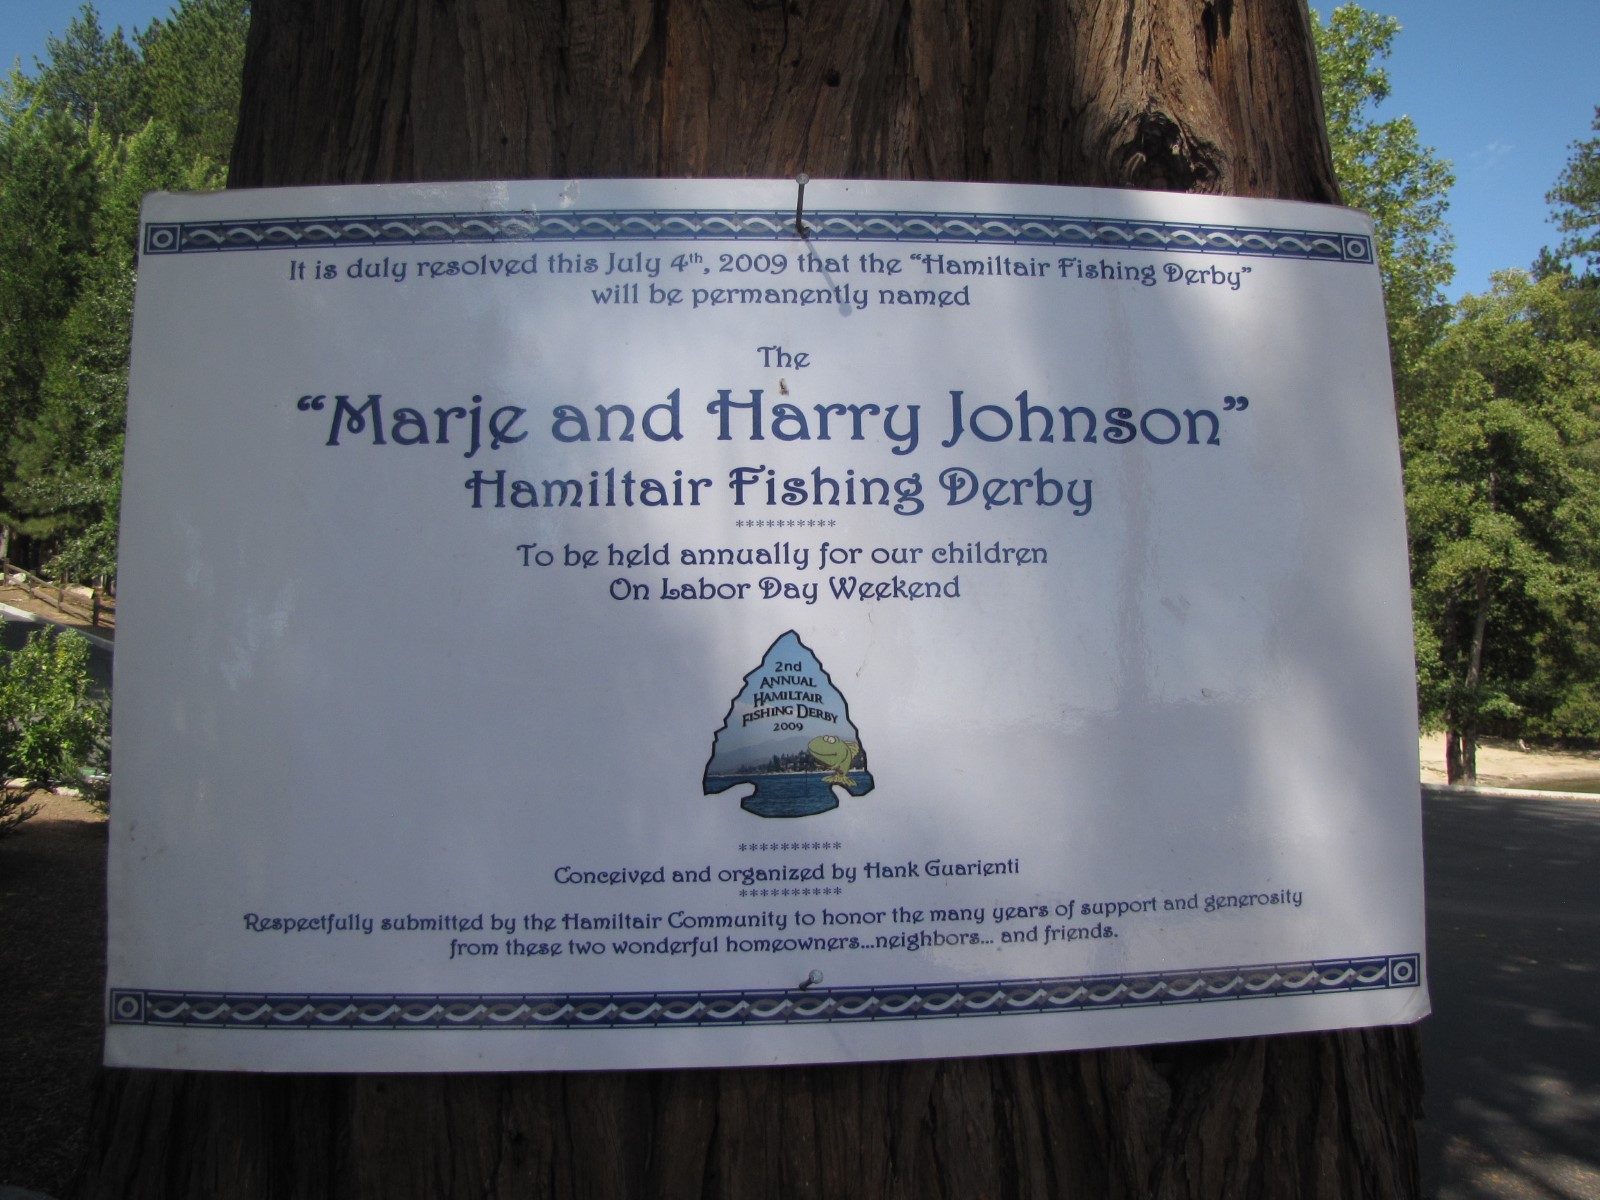 It is duly resolved this July 4th, 2009 that the “Hamiltair Fishing Derby”
will be permanently named
The
“Marje and Harry Johnson”
Hamiltair Fishing Derby
**********
To be held annually for our children
On Labor Day Weekend
2nd
ANNUAL
HAMILTAIR
FISHING DERBY
2009
**********
Conceived and organized by Hank Guarienti
**********
Respectfully submitted by the Hamiltair Community to honor the many years of support and generosity
from these two wonderful homeowners...neighbors... and friends.